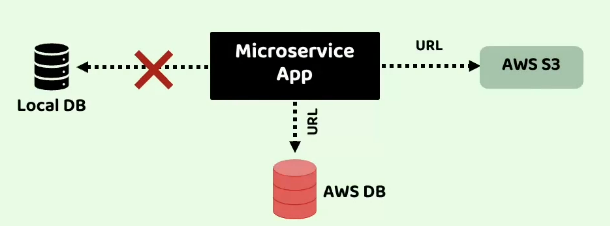 Microservice
App
URL
AWS S3
Local DB
URL
AWS DB